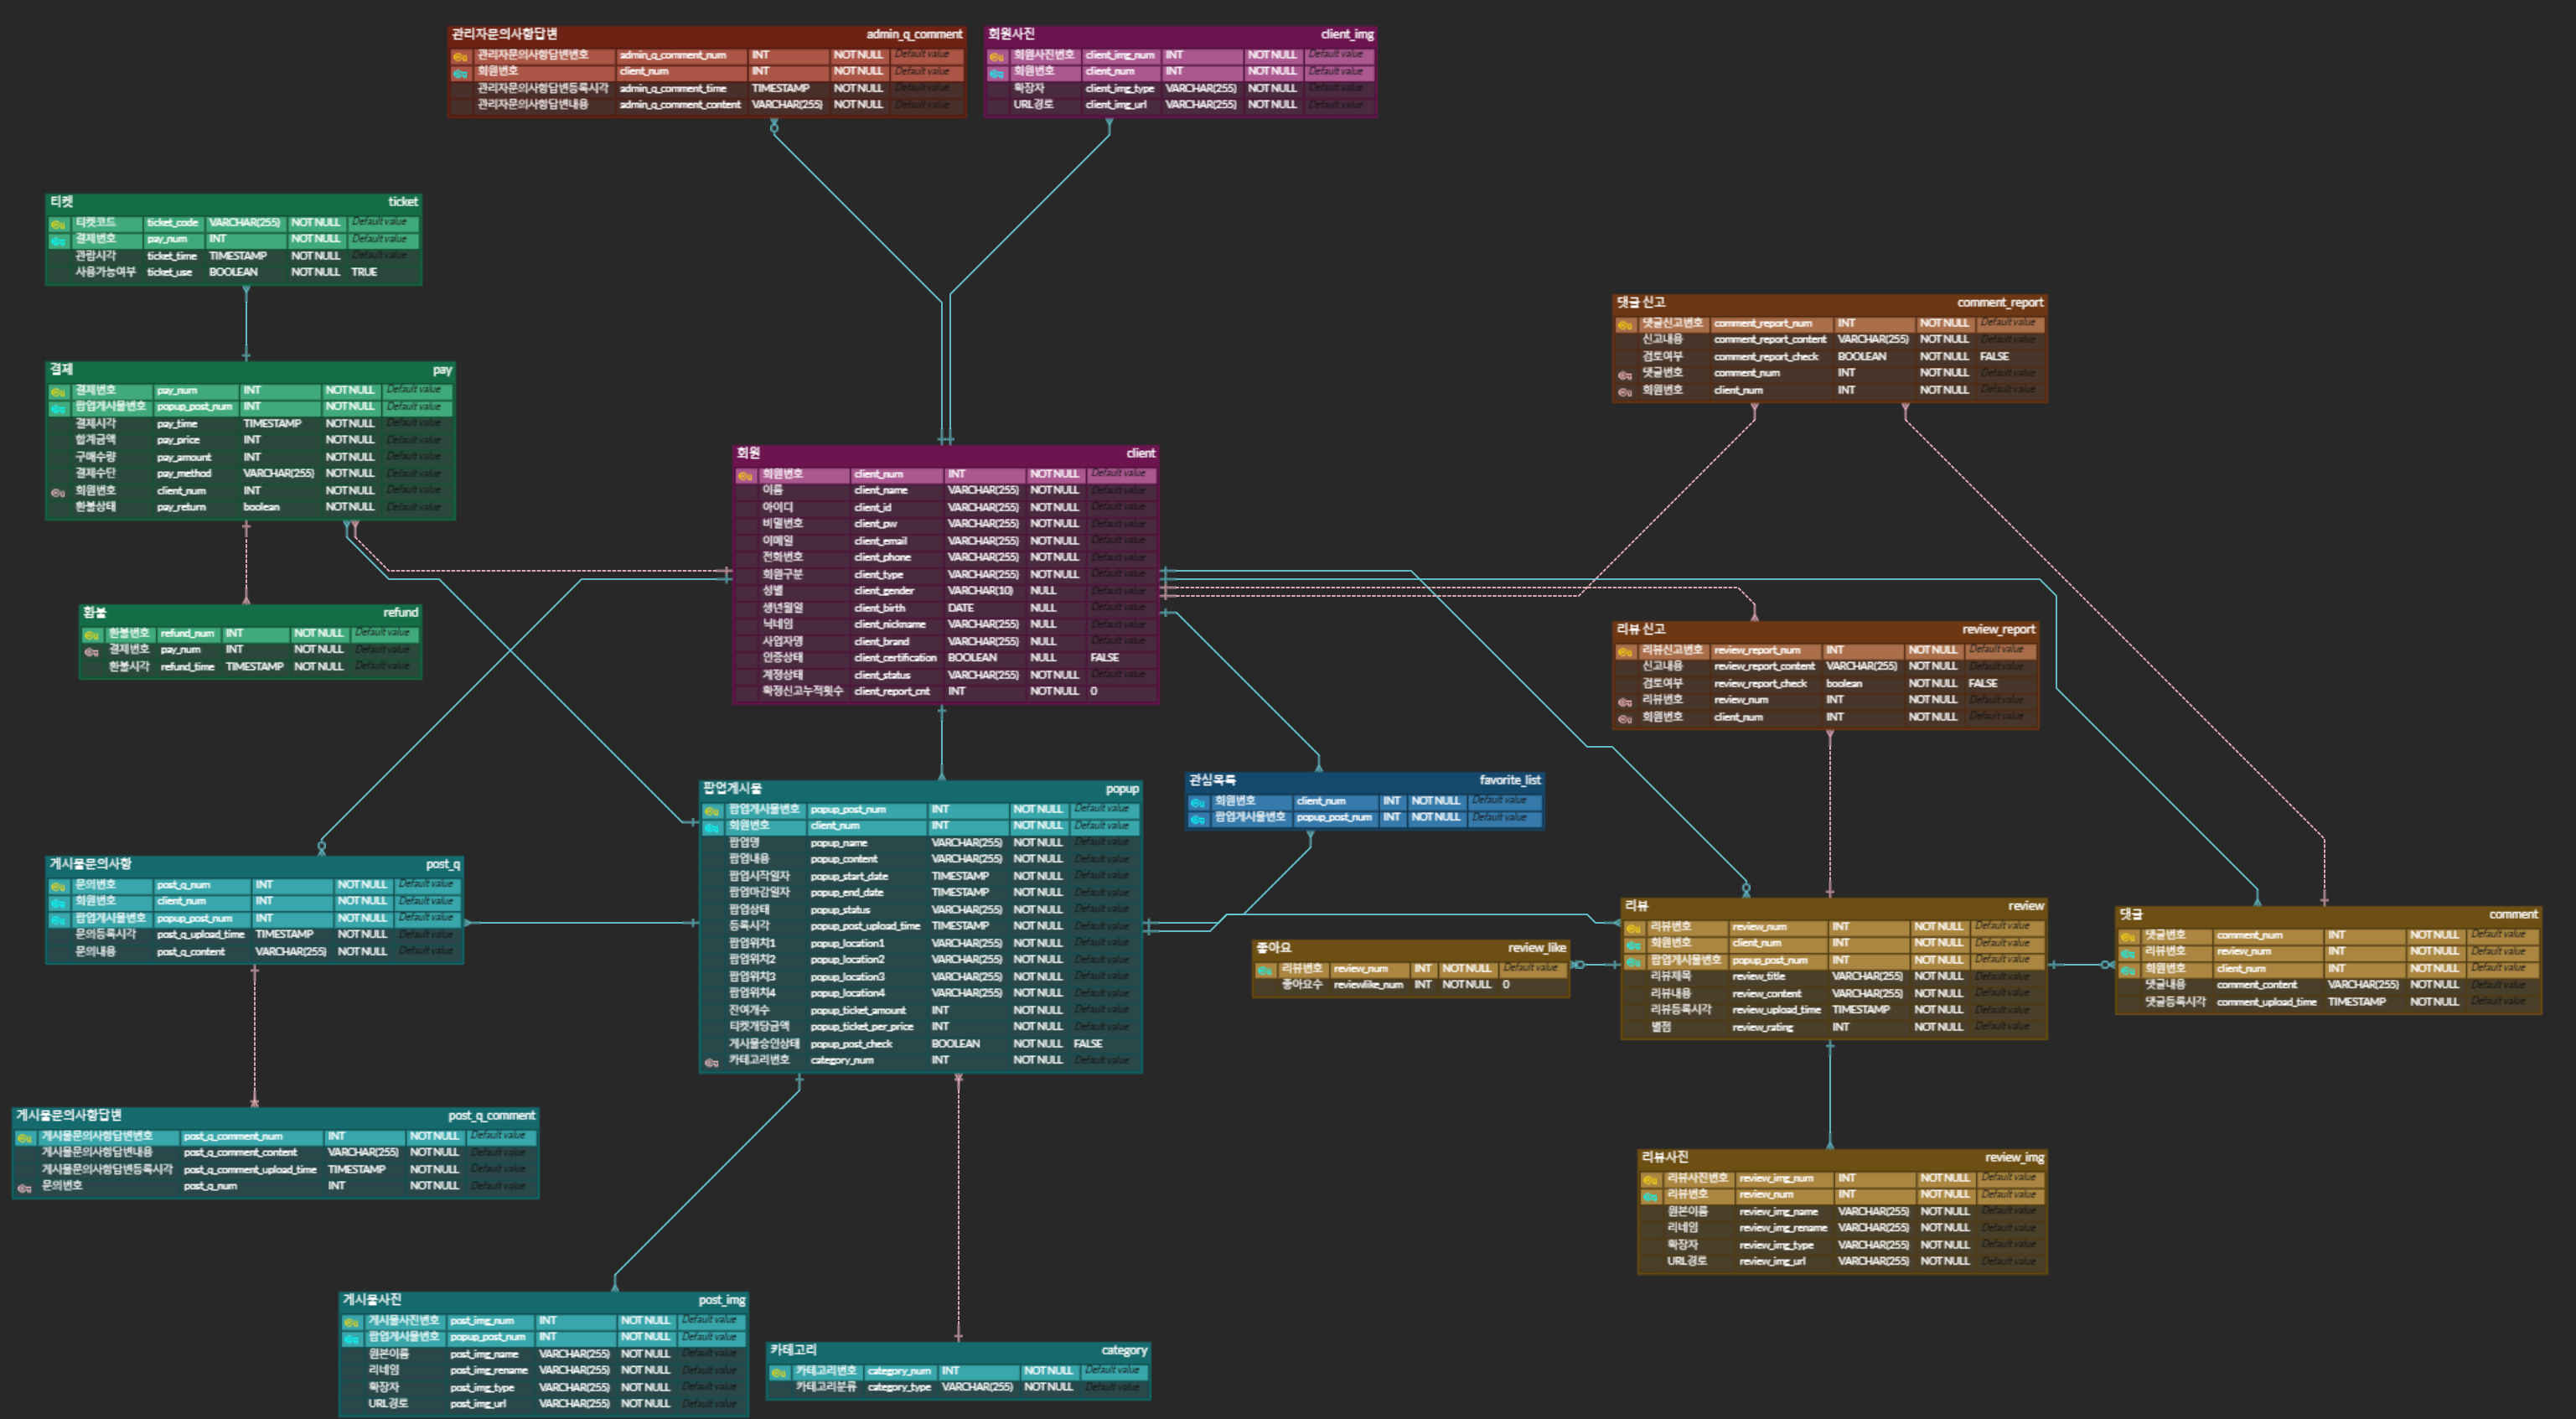 관리자문의사항답변 admin_q_comment
관리자문의사항답변번호 admin_q_comment_num INT NOT NULL Default value
회원번호 client_num INT NOT NULL Default value
관리자문의사항답변등록시각 admin_q_comment_time TIMESTAMP NOT NULL Default value
관리자문의사항답변내용 admin_q_comment_content VARCHAR(255) NOT NULL Default value
회원사진 client_img
회원사진번호 client_img_num INT NOT NULL Default value
회원번호 client_num INT NOT NULL Default value
확장자 client_img_type VARCHAR(255) NOT NULL Default value
URL경로 client_img_url VARCHAR(255) NOT NULL Default value
티켓 ticket
티켓코드 ticket_code VARCHAR(255) NOT NULL Default value
결제번호 pay_num INT NOT NULL Default value
관람시각 ticket_time TIMESTAMP NOT NULL Default value
사용가능여부 ticket_use BOOLEAN NOT NULL TRUE
댓글 신고 comment_report
댓글신고번호 comment_report_num INT NOT NULL Default value
신고내용 comment_report_content VARCHAR(255) NOT NULL Default value
검토여부 comment_report_check BOOLEAN NOT NULL FALSE
댓글번호 comment_num INT NOT NULL Default value
회원번호 client_num INT NOT NULL Default value
결제 pay
결제번호 pay_num INT NOT NULL Default value
팝업게시물번호 popup_post_num INT NOT NULL Default value
결제시각 pay_time TIMESTAMP NOT NULL Default value
합계금액 pay_price INT NOT NULL Default value
구매수량 pay_amount INT NOT NULL Default value
결제수단 pay_method VARCHAR(255) NOT NULL Default value
회원번호 client_num INT NOT NULL Default value
환불상태 pay_return boolean NOT NULL Default value
회원 client
회원번호 client_num INT NOT NULL Default value
이름 client_name VARCHAR(255) NOT NULL Default value
아이디 client_id VARCHAR(255) NOT NULL Default value
비밀번호 client_pw VARCHAR(255) NOT NULL Default value
이메일 client_email VARCHAR(255) NOT NULL Default value
전화번호 client_phone VARCHAR(255) NOT NULL Default value
회원구분 client_type VARCHAR(255) NOT NULL Default value
성별 client_gender VARCHAR(10) NULL Default value
생년월일 client_birth DATE NULL Default value
닉네임 client_nickname VARCHAR(255) NULL Default value
사업자명 client_brand VARCHAR(255) NULL Default value
인증상태 client_certification BOOLEAN NULL FALSE
계정상태 client_status VARCHAR(255) NOT NULL Default value
확정신고누적횟수 client_report_cnt INT NOT NULL 0
환불 refund
환불번호 refund_num INT NOT NULL Default value
결제번호 pay_num INT NOT NULL Default value
환불시각 refund_time TIMESTAMP NOT NULL Default value
리뷰 신고 review_report
리뷰신고번호 review_report_num INT NOT NULL Default value
신고내용 review_report_content VARCHAR(255) NOT NULL Default value
검토여부 review_report_check boolean NOT NULL FALSE
리뷰번호 review_num INT NOT NULL Default value
회원번호 client_num INT NOT NULL Default value
관심목록 favorite_list
회원번호 client_num INT NOT NULL Default value
팝업게시물번호 popup_post_num INT NOT NULL Default value
팝업게시물 popup
팝업게시물번호 popup_post_num INT NOT NULL Default value
회원번호 client_num INT NOT NULL Default value
팝업명 popup_name VARCHAR(255) NOT NULL Default value
팝업내용 popup_content VARCHAR(255) NOT NULL Default value
팝업시작일자 popup_start_date TIMESTAMP NOT NULL Default value
팝업마감일자 popup_end_date TIMESTAMP NOT NULL Default value
팝업상태 popup_status VARCHAR(255) NOT NULL Default value
등록시각 popup_post_upload_time TIMESTAMP NOT NULL Default value
팝업위치1 popup_location1 VARCHAR(255) NOT NULL Default value
팝업위치2 popup_location2 VARCHAR(255) NOT NULL Default value
팝업위치3 popup_location3 VARCHAR(255) NOT NULL Default value
팝업위치4 popup_location4 VARCHAR(255) NOT NULL Default value
잔여개수 popup_ticket_amount INT NOT NULL Default value
티켓개당금액 popup_ticket_per_price INT NOT NULL Default value
게시물승인상태 popup_post_check BOOLEAN NOT NULL FALSE
카테고리번호 category_num INT NOT NULL Default value
게시물문의사항 post_q
문의번호 post_q_num INT NOT NULL Default value
회원번호 client_num INT NOT NULL Default value
팝업게시물번호 popup_post_num INT NOT NULL Default value
문의등록시각 post_q_upload_time TIMESTAMP NOT NULL Default value
문의내용 post_q_content VARCHAR(255) NOT NULL Default value
리뷰 review
리뷰번호 review_num INT NOT NULL Default value
회원번호 client_num INT NOT NULL Default value
팝업게시물번호 popup_post_num INT NOT NULL Default value
리뷰제목 review_title VARCHAR(255) NOT NULL Default value
리뷰내용 review_content VARCHAR(255) NOT NULL Default value
리뷰등록시각 review_upload_time TIMESTAMP NOT NULL Default value
별점 review_rating INT NOT NULL Default value
댓글 comment
댓글번호 comment_num INT NOT NULL Default value
리뷰번호 review_num INT NOT NULL Default value
회원번호 client_num INT NOT NULL Default value
댓글내용 comment_content VARCHAR(255) NOT NULL Default value
댓글등록시각 comment_upload_time TIMESTAMP NOT NULL Default value
좋아요 review_like
리뷰번호 review_num INT NOT NULL Default value
좋아요수 reviewlike_num INT NOT NULL 0
게시물문의사항답변 post_q_comment
게시물문의사항답변번호 post_q_comment_num INT NOT NULL Default value
게시물문의사항답변내용 post_q_comment_content VARCHAR(255) NOT NULL Default value
게시물문의사항답변등록시각 post_q_comment_upload_time TIMESTAMP NOT NULL Default value
문의번호 post_q_num INT NOT NULL Default value
리뷰사진 review_img
리뷰사진번호 review_img_num INT NOT NULL Default value
리뷰번호 review_num INT NOT NULL Default value
원본이름 review_img_name VARCHAR(255) NOT NULL Default value
리네임 review_img_rename VARCHAR(255) NOT NULL Default value
확장자 review_img_type VARCHAR(255) NOT NULL Default value
URL경로 review_img_url VARCHAR(255) NOT NULL Default value
게시물사진 post_img
게시물사진번호 post_img_num INT NOT NULL Default value
팝업게시물번호 popup_post_num INT NOT NULL Default value
원본이름 post_img_name VARCHAR(255) NOT NULL Default value
리네임 post_img_rename VARCHAR(255) NOT NULL Default value
확장자 post_img_type VARCHAR(255) NOT NULL Default value
URL경로 post_img_url VARCHAR(255) NOT NULL Default value
카테고리 category
카테고리번호 category_num INT NOT NULL Default value
카테고리분류 category_type VARCHAR(255) NOT NULL Default value